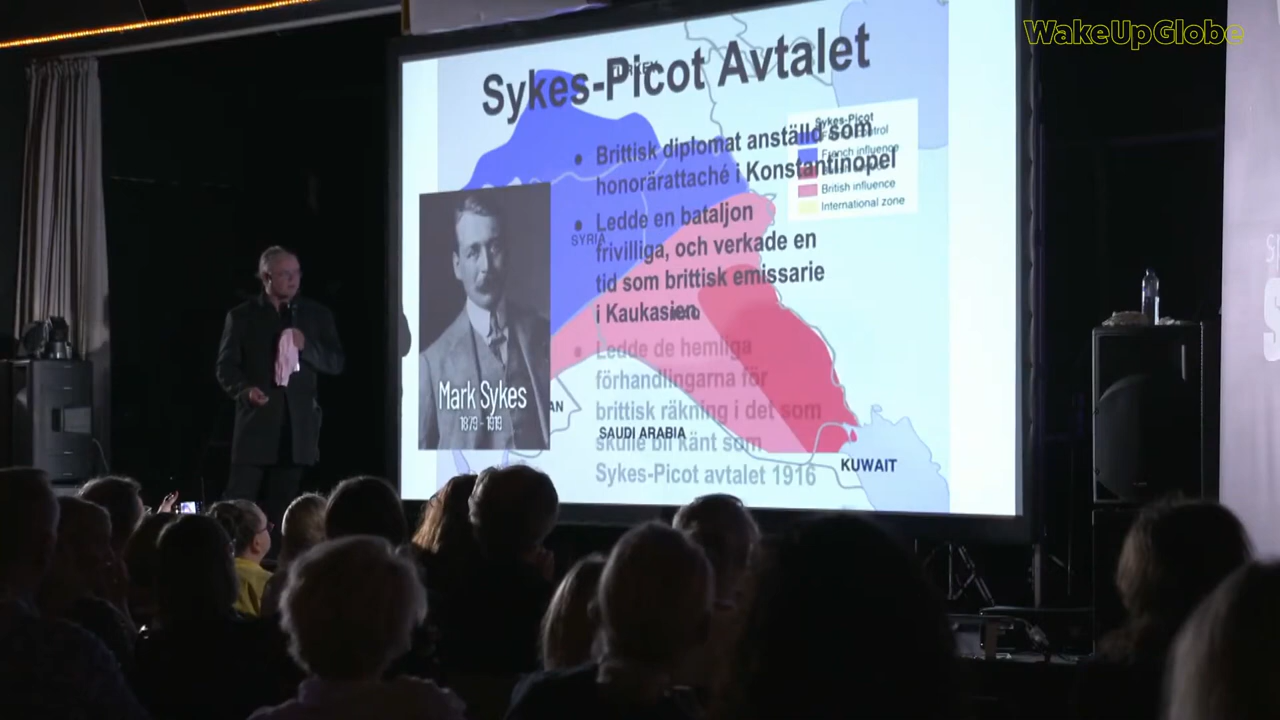 WakeUpGlobe
Sykes-Picot Avtalet
Brittisk diplomat anställd som
honorärattaché i Konstantinopel
Ledde en bataljon
frivilliga, och verkade en
tid som brittisk emissarie
i Kaukasien
Ledde de hemliga
förhandlingarna för
brittisk räkning i det som
skulle bli känt som
Sykes-Picot avtalet 1916
Mark Sykes
1879 - 1919
Sykes-Picot
French influence
British influence
International zone
SYRIA
SAUDI ARABIA
KUWAIT